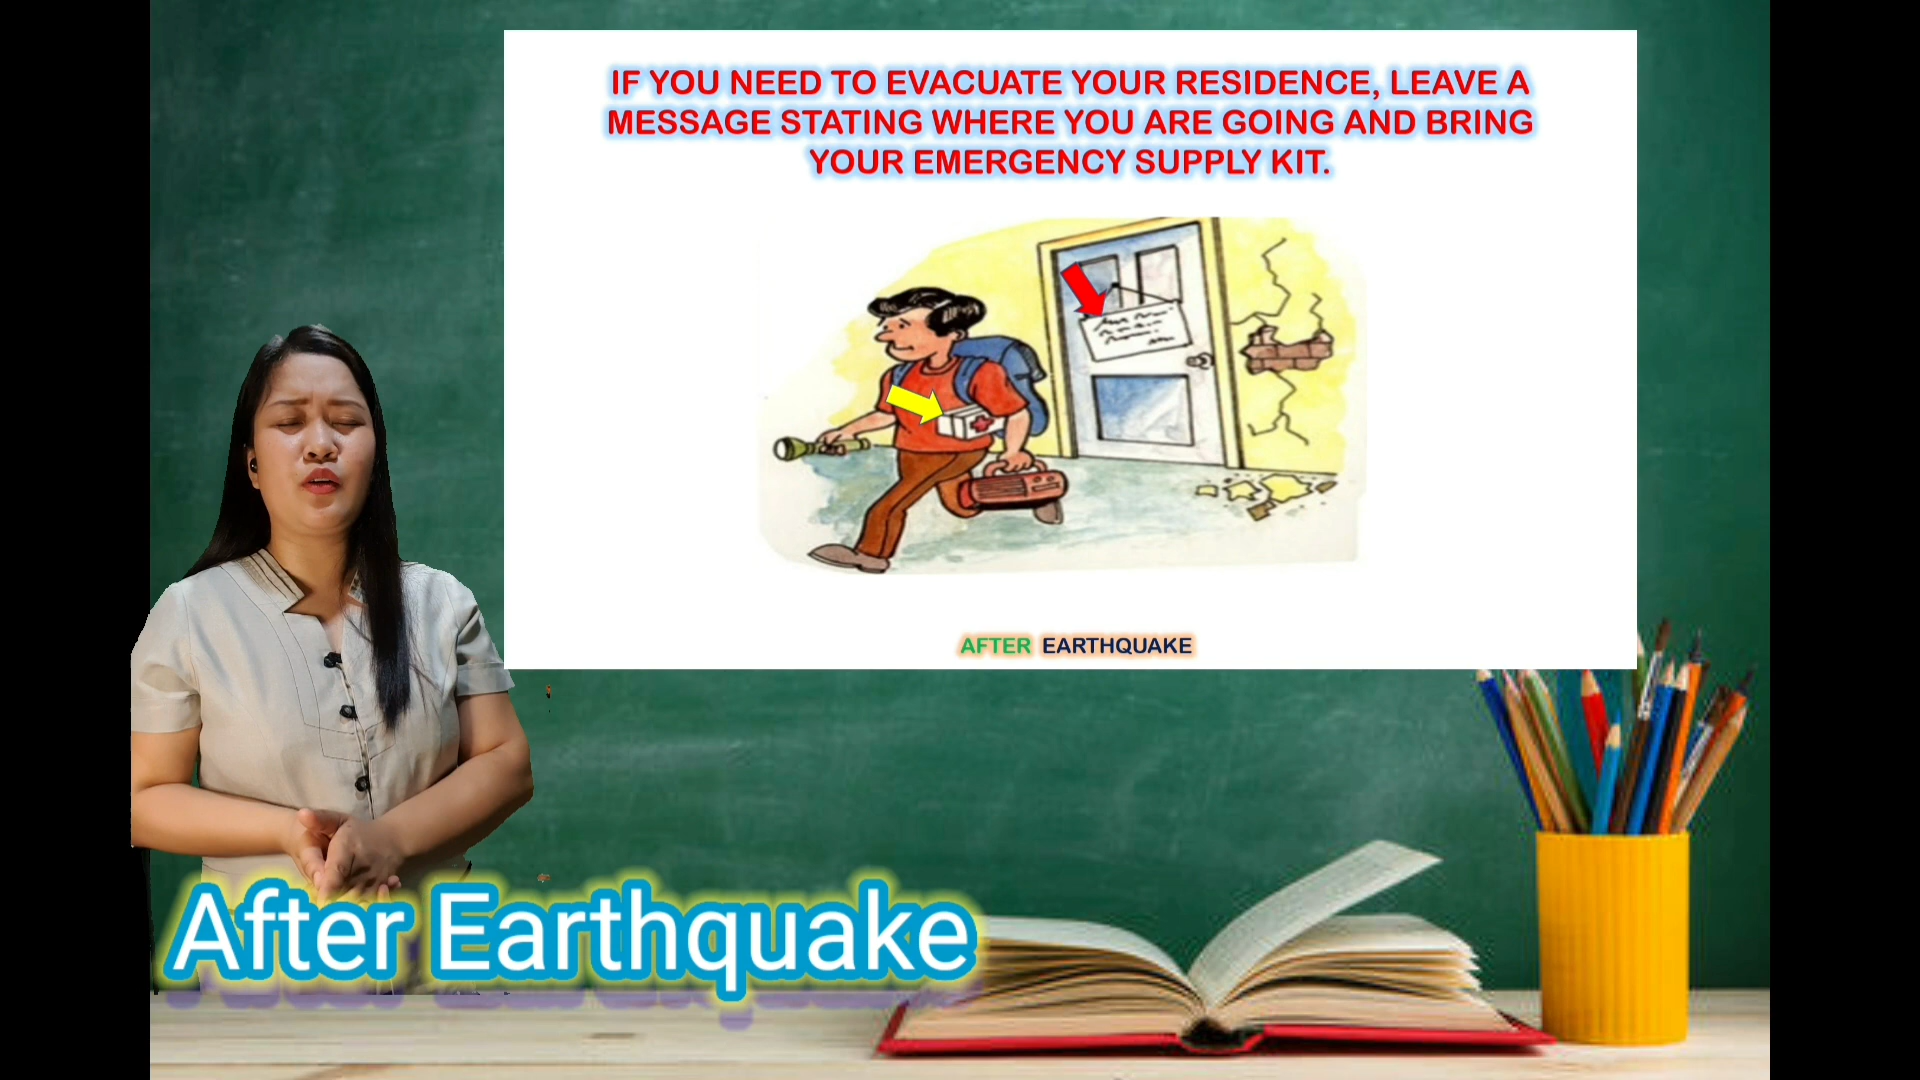 IF YOU NEED TO EVACUATE YOUR RESIDENCE, LEAVE A
MESSAGE STATING WHERE YOU ARE GOING AND BRING
YOUR EMERGENCY SUPPLY KIT.
AFTER EARTHQUAKE
After Earthquake